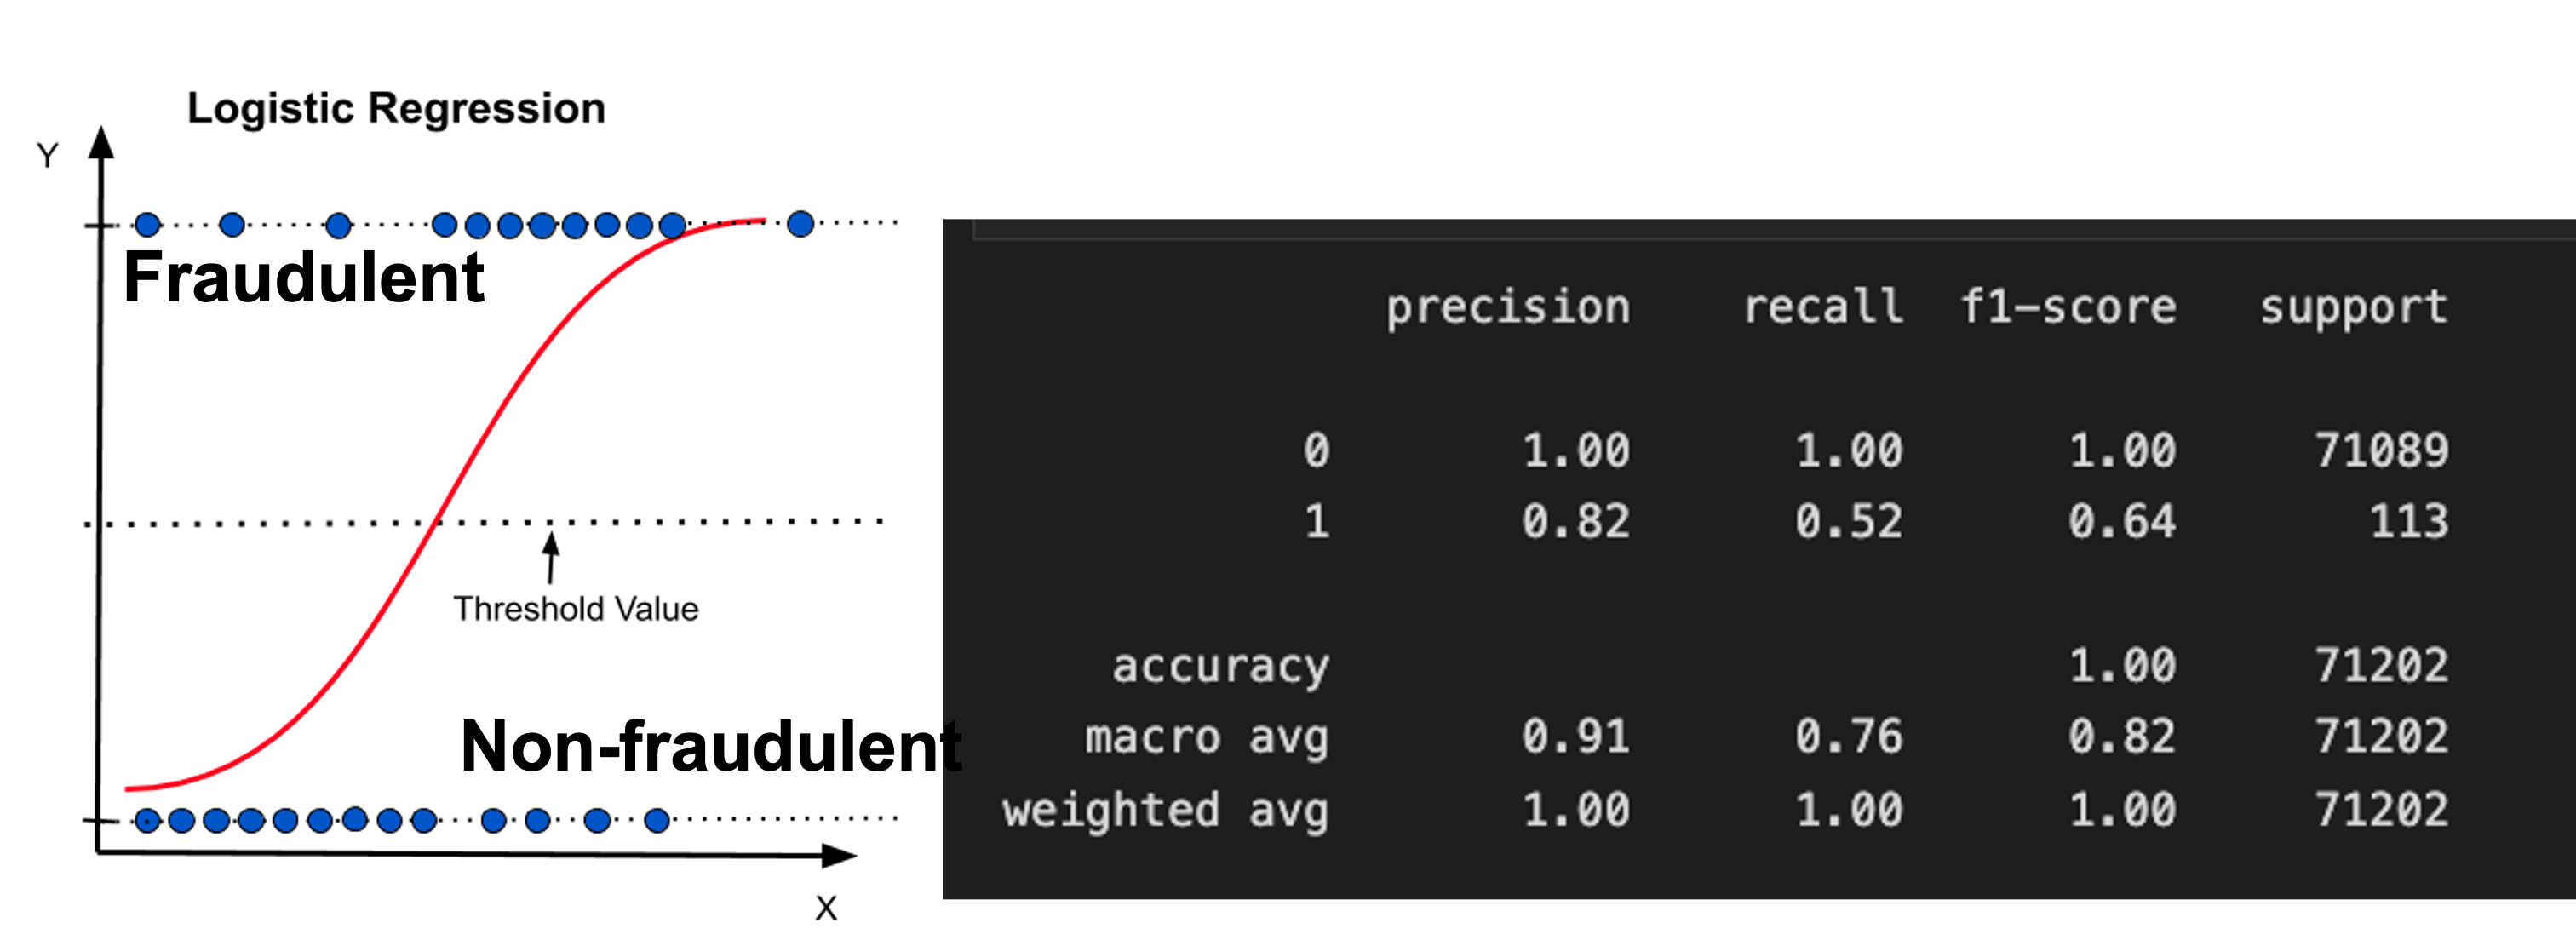 Logistic Regression
Y
Fraudulent
Threshold Value
Non-fraudulent
X
precision recall f1-score support
0 1.00 1.00 1.00 71089
1 0.82 0.52 0.64 113
accuracy 1.00 71202
macro avg 0.91 0.76 0.82 71202
weighted avg 1.00 1.00 1.00 71202